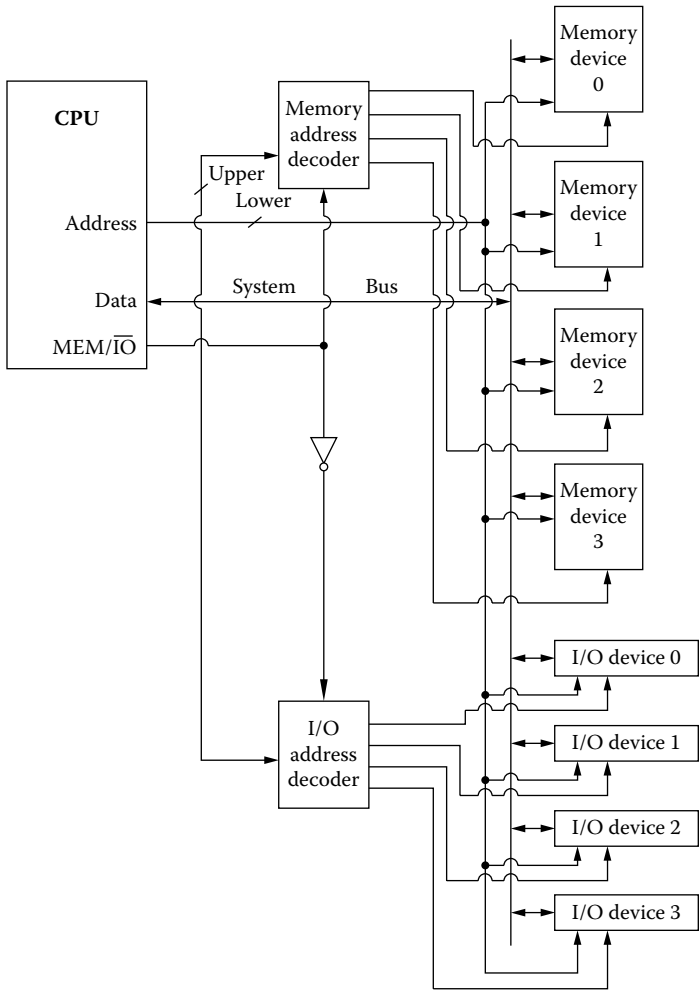 CPU
Address
Data
MEM/I̅O̅
Upper
Lower
System
Bus
Memory
address
decoder
I/O
address
decoder
Memory
device
0
Memory
device
1
Memory
device
2
Memory
device
3
I/O device 0
I/O device 1
I/O device 2
I/O device 3